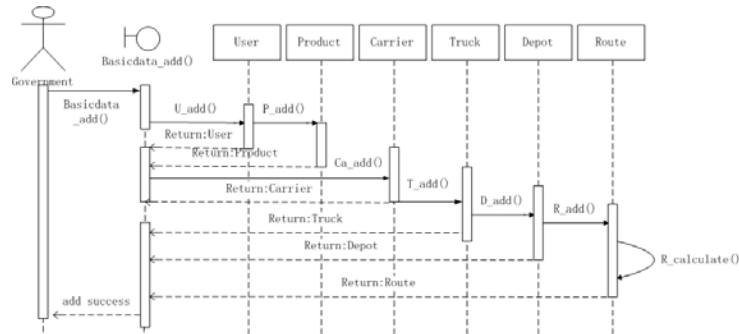 User
Product
Carrier
Truck
Depot
Route
Basicdata_add()
Government
Basicdata
_add()
U_add()
P_add()
Return:User
Return:Product
Ca_add()
Return:Carrier
T_add()
D_add()
R_add()
Return:Truck
Return:Depot
R_calculate()
Return:Route
add success